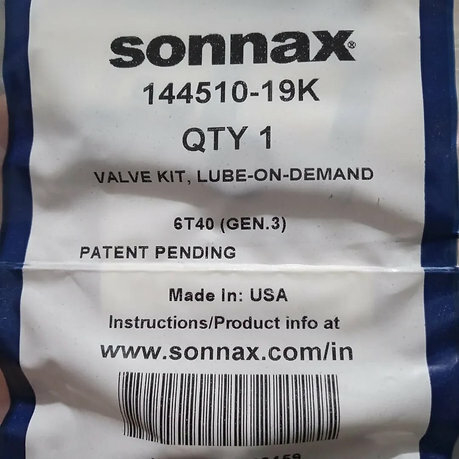 sonnax®
144510-19K
QTY 1
VALVE KIT, LUBE-ON-DEMAND
6T40 (GEN.3)
PATENT PENDING
Made in: USA
Instructions/Product info at
www.sonnax.com/in